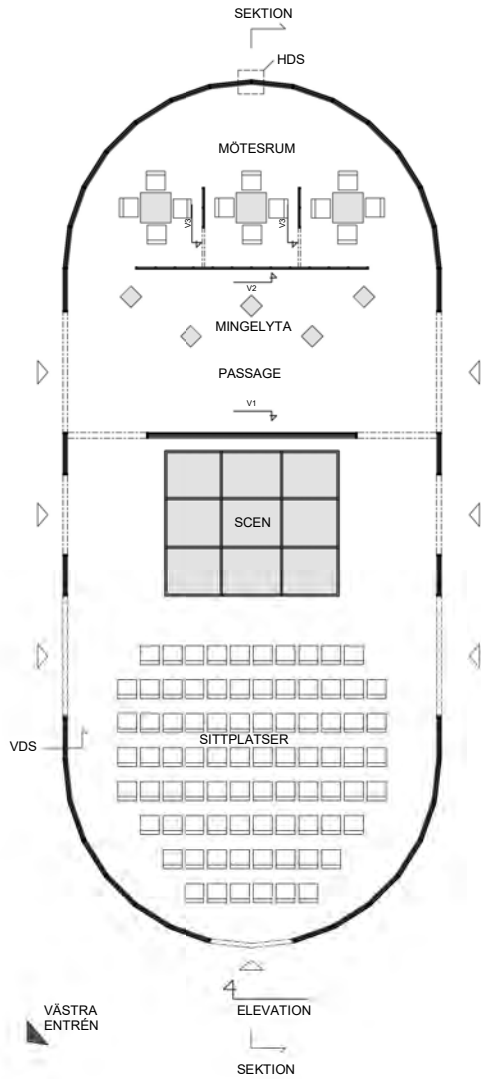 SEKTION
HDS
MÖTESRUM
V3
V3
V2
MINGELYTA
PASSAGE
V1
SCEN
SITTPLATSER
VDS
VÄSTRA
ENTRÉN
ELEVATION
SEKTION